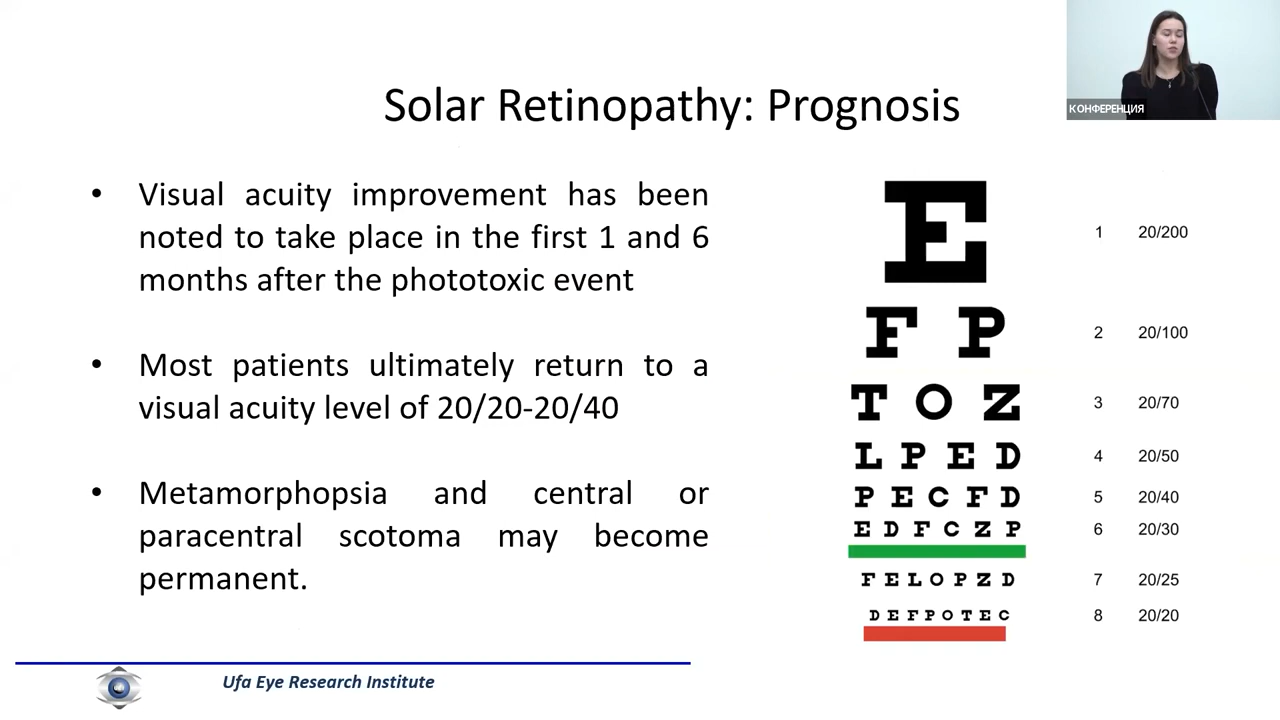 КОНФЕРЕНЦИЯ
Solar Retinopathy: Prognosis
• Visual acuity improvement has been
noted to take place in the first 1 and 6
months after the phototoxic event
• Most patients ultimately return to a
visual acuity level of 20/20-20/40
• Metamorphopsia and central or
paracentral scotoma may become
permanent.
E 1 20/200
F P 2 20/100
T O Z 3 20/70
L P E D 4 20/50
P E C F D 5 20/40
E D F C Z P 6 20/30
F E L O P Z D 7 20/25
D E F P O T E C 8 20/20
Ufa Eye Research Institute